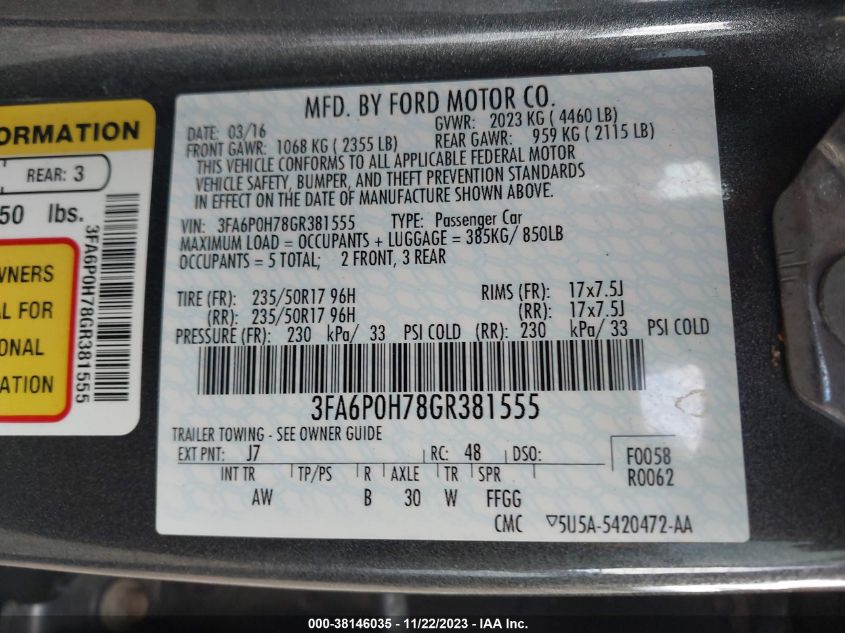 ORMATION
REAR: 3
50 lbs.
WNERS
AL FOR
ONAL
ATION
3FA6P0H78GR381555
MFD. BY FORD MOTOR CO.
DATE: 03/16 GVWR: 2023 KG ( 4460 LB)
FRONT GAWR: 1068 KG ( 2355 LB) REAR GAWR: 959 KG ( 2115 LB)
THIS VEHICLE CONFORMS TO ALL APPLICABLE FEDERAL MOTOR
VEHICLE SAFETY, BUMPER, AND THEFT PREVENTION STANDARDS
IN EFFECT ON THE DATE OF MANUFACTURE SHOWN ABOVE.
VIN: 3FA6P0H78GR381555 TYPE: Passenger Car
MAXIMUM LOAD = OCCUPANTS + LUGGAGE = 385KG/ 850LB
OCCUPANTS = 5 TOTAL; 2 FRONT, 3 REAR
TIRE (FR): 235/50R17 96H RIMS (FR): 17x7.5J
(RR): 235/50R17 96H (RR): 17x7.5J
PRESSURE (FR): 230 kPa/ 33 PSI COLD (RR): 230 kPa/ 33 PSI COLD
3FA6P0H78GR381555
TRAILER TOWING - SEE OWNER GUIDE
EXT PNT: J7 RC: 48 DSO: F0058
R0062
INT TR TP/PS R AXLE TR SPR
AW B 30 W FFGG
CMC ▽5U5A-5420472-AA
000-38146035 - 11/22/2023 - IAA Inc.